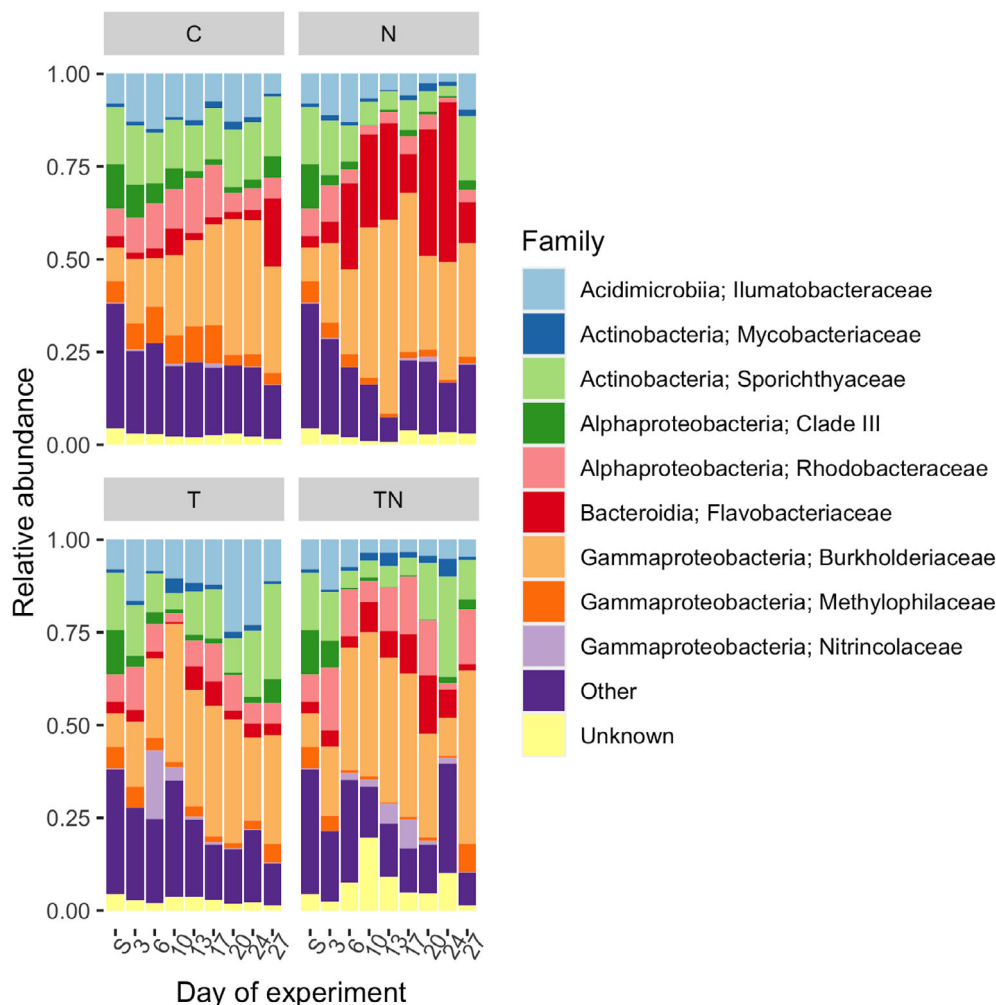 C
N
1.00
0.75
0.50
0.25
0.00
T
TN
1.00
0.75
0.50
0.25
0.00
Relative abundance
S
3
6
10
13
17
20
24
27
S
3
6
10
13
17
20
24
27
Day of experiment
Family
Acidimicrobiia; Ilumatobacteraceae
Actinobacteria; Mycobacteriaceae
Actinobacteria; Sporichthyaceae
Alphaproteobacteria; Clade III
Alphaproteobacteria; Rhodobacteraceae
Bacteroidia; Flavobacteriaceae
Gammaproteobacteria; Burkholderiaceae
Gammaproteobacteria; Methylophilaceae
Gammaproteobacteria; Nitrincolaceae
Other
Unknown